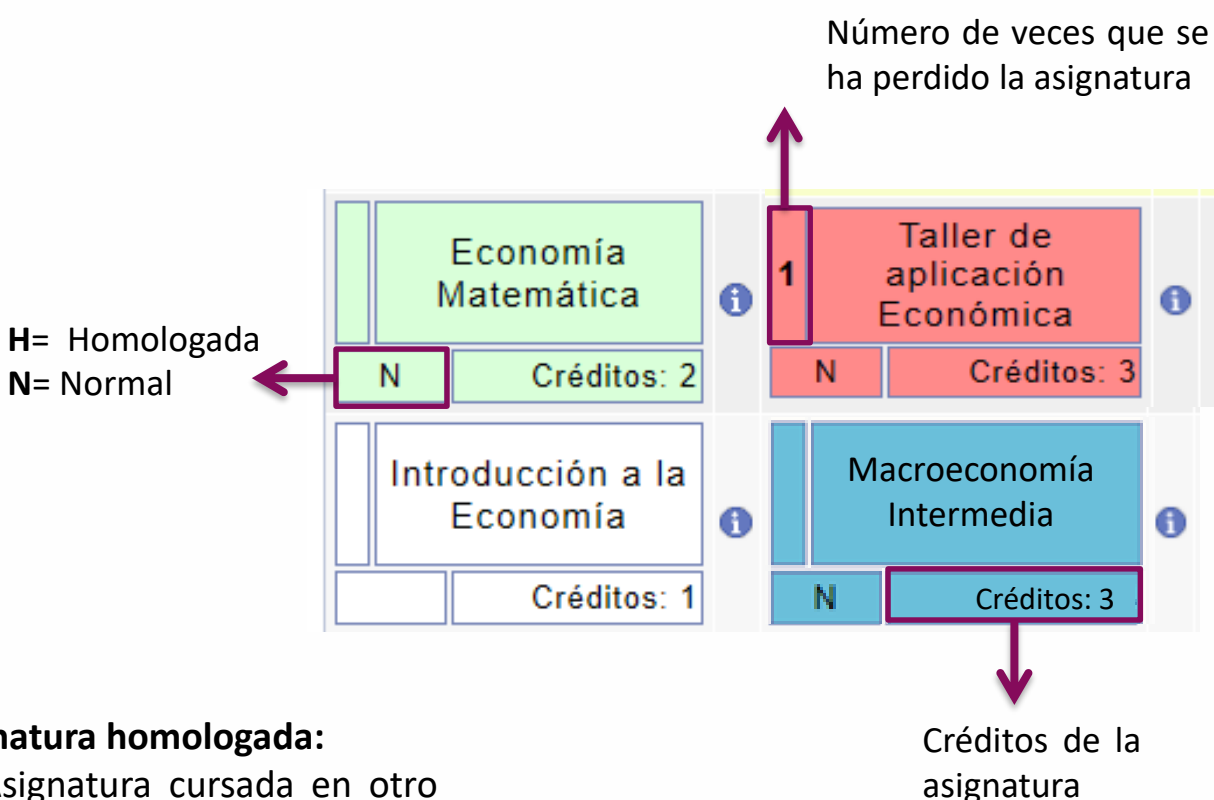 Número de veces que se
ha perdido la asignatura
Economía
Matemática
1
Taller de
aplicación
Económica
H= Homologada
N= Normal
N
Créditos: 2
N
Créditos: 3
Introducción a la
Economía
Macroeconomía
Intermedia
Créditos: 1
N
Créditos: 3
natura homologada:
signatura cursada en otro
Créditos de la
asignatura